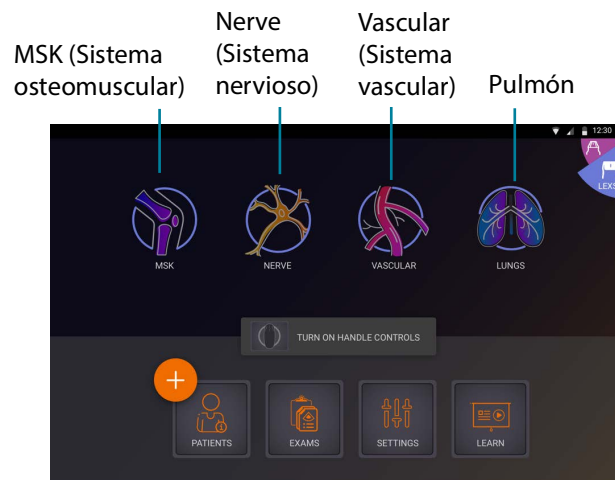 MSK (Sistema
osteomuscular)
Nerve
(Sistema
nervioso)
Vascular
(Sistema
vascular)
Pulmón
12:30
LEXS
MSK
NERVE
VASCULAR
LUNGS
TURN ON HANDLE CONTROLS
PATIENTS
EXAMS
SETTINGS
LEARN